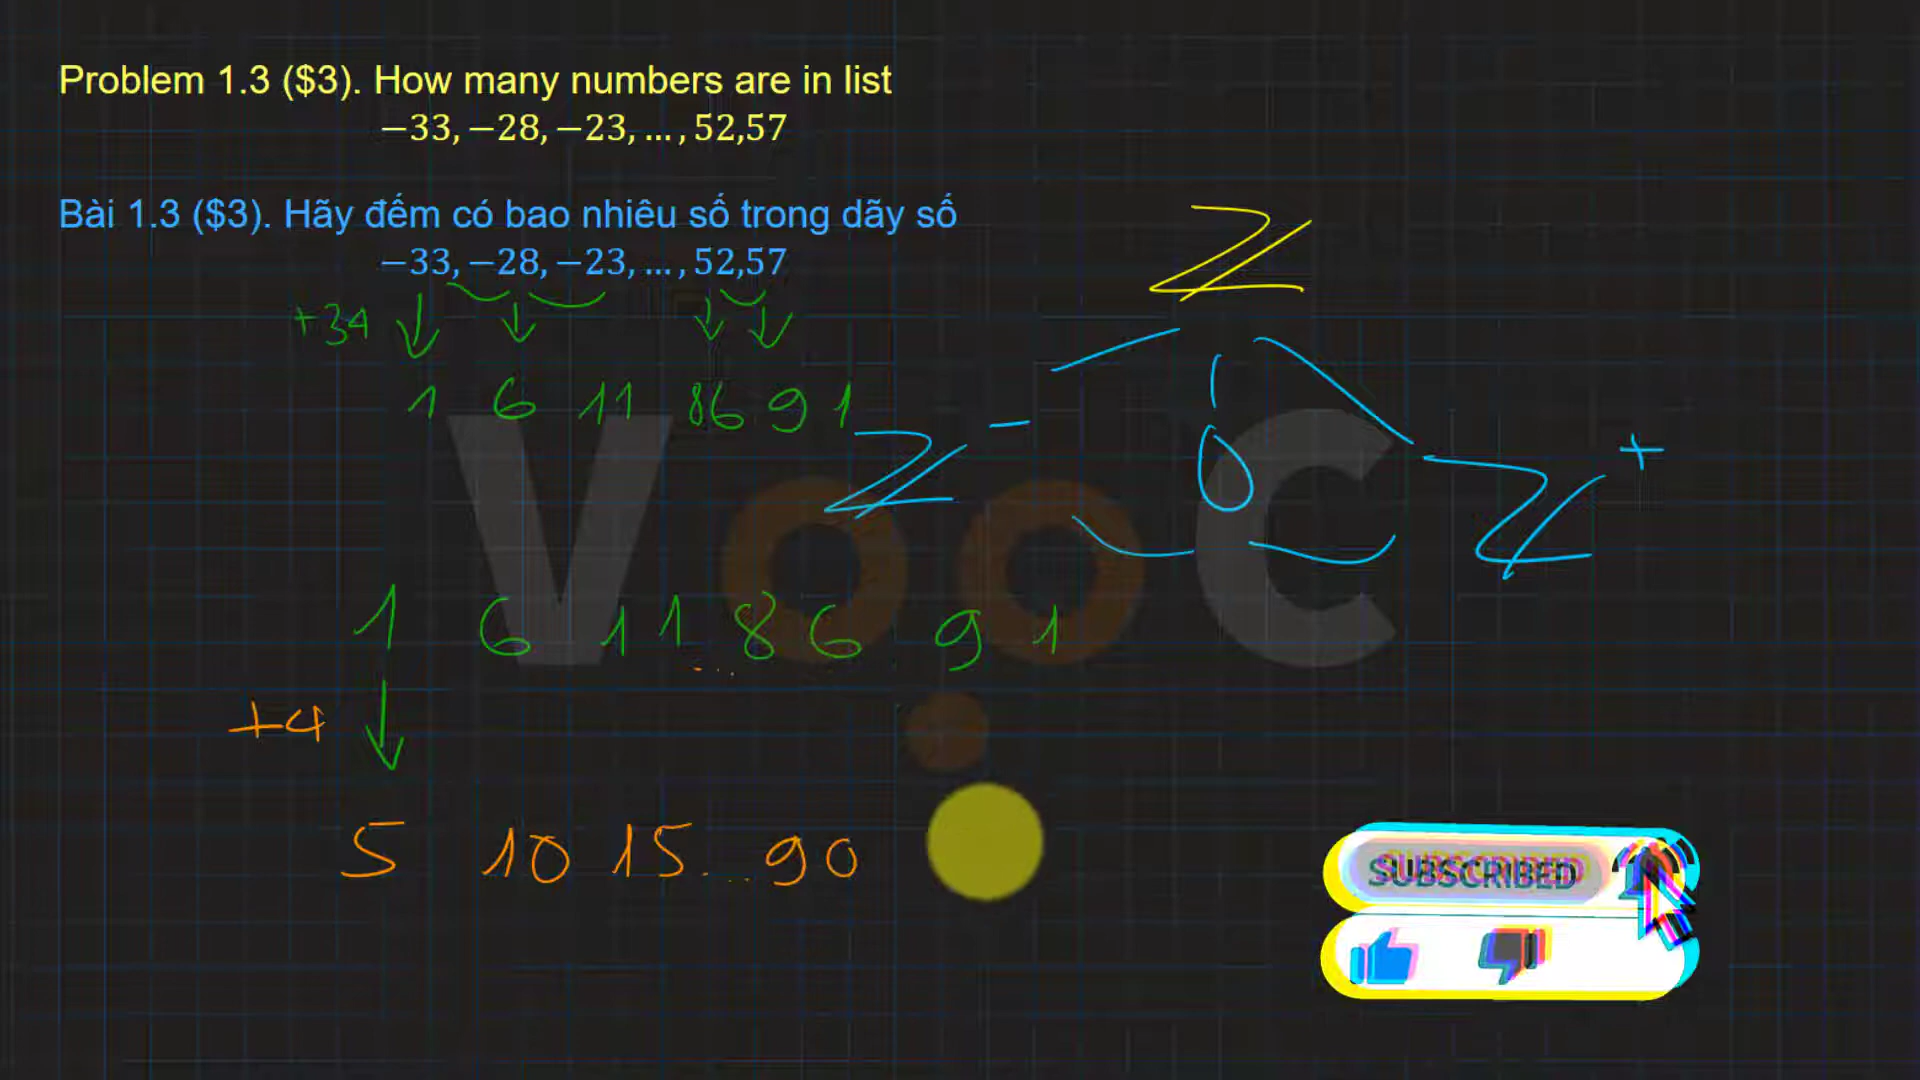 Problem 1.3 ($3). How many numbers are in list
−33, −28, −23, ... , 52,57
Bài 1.3 ($3). Hãy đếm có bao nhiêu số trong dãy số
−33, −28, −23, ... , 52,57
+34
1 6 11 86 91
ℤ
ℤ⁻ 0 ℤ⁺
1 6 11 ... 86 91
+4
5 10 15 ... 90
VooC
SUBSCRIBED